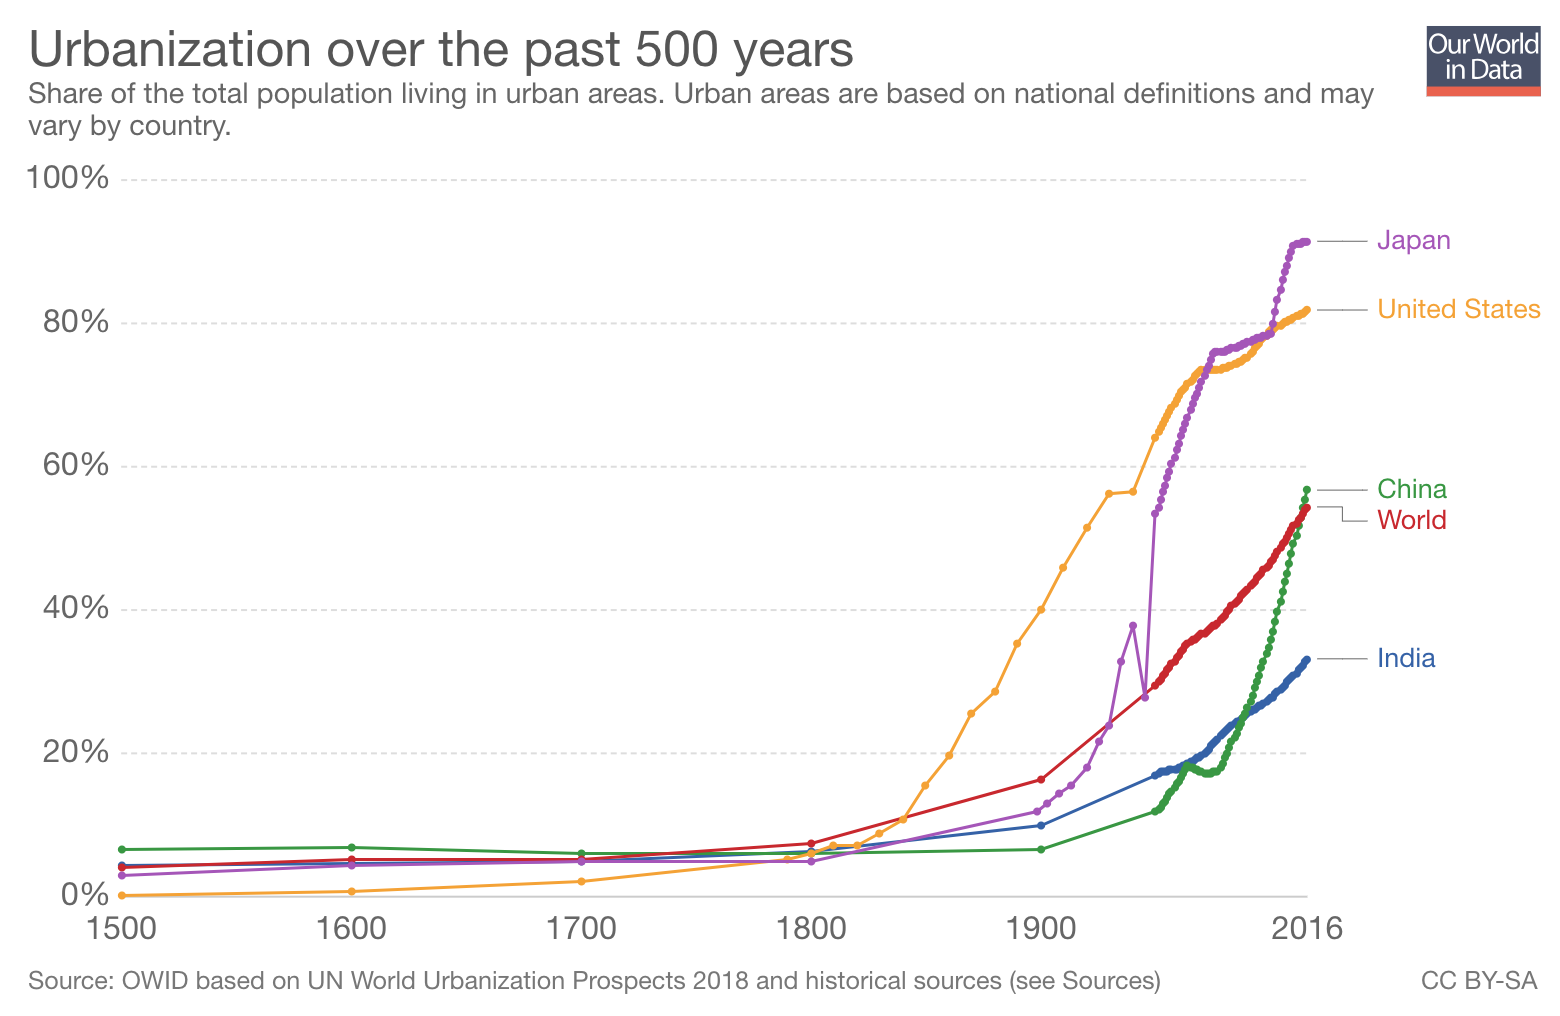 Urbanization over the past 500 years
Our World
in Data
Share of the total population living in urban areas. Urban areas are based on national definitions and may
vary by country.
100%
80%
60%
40%
20%
0%
Japan
United States
China
World
India
1500 1600 1700 1800 1900 2016
Source: OWID based on UN World Urbanization Prospects 2018 and historical sources (see Sources)
CC BY-SA